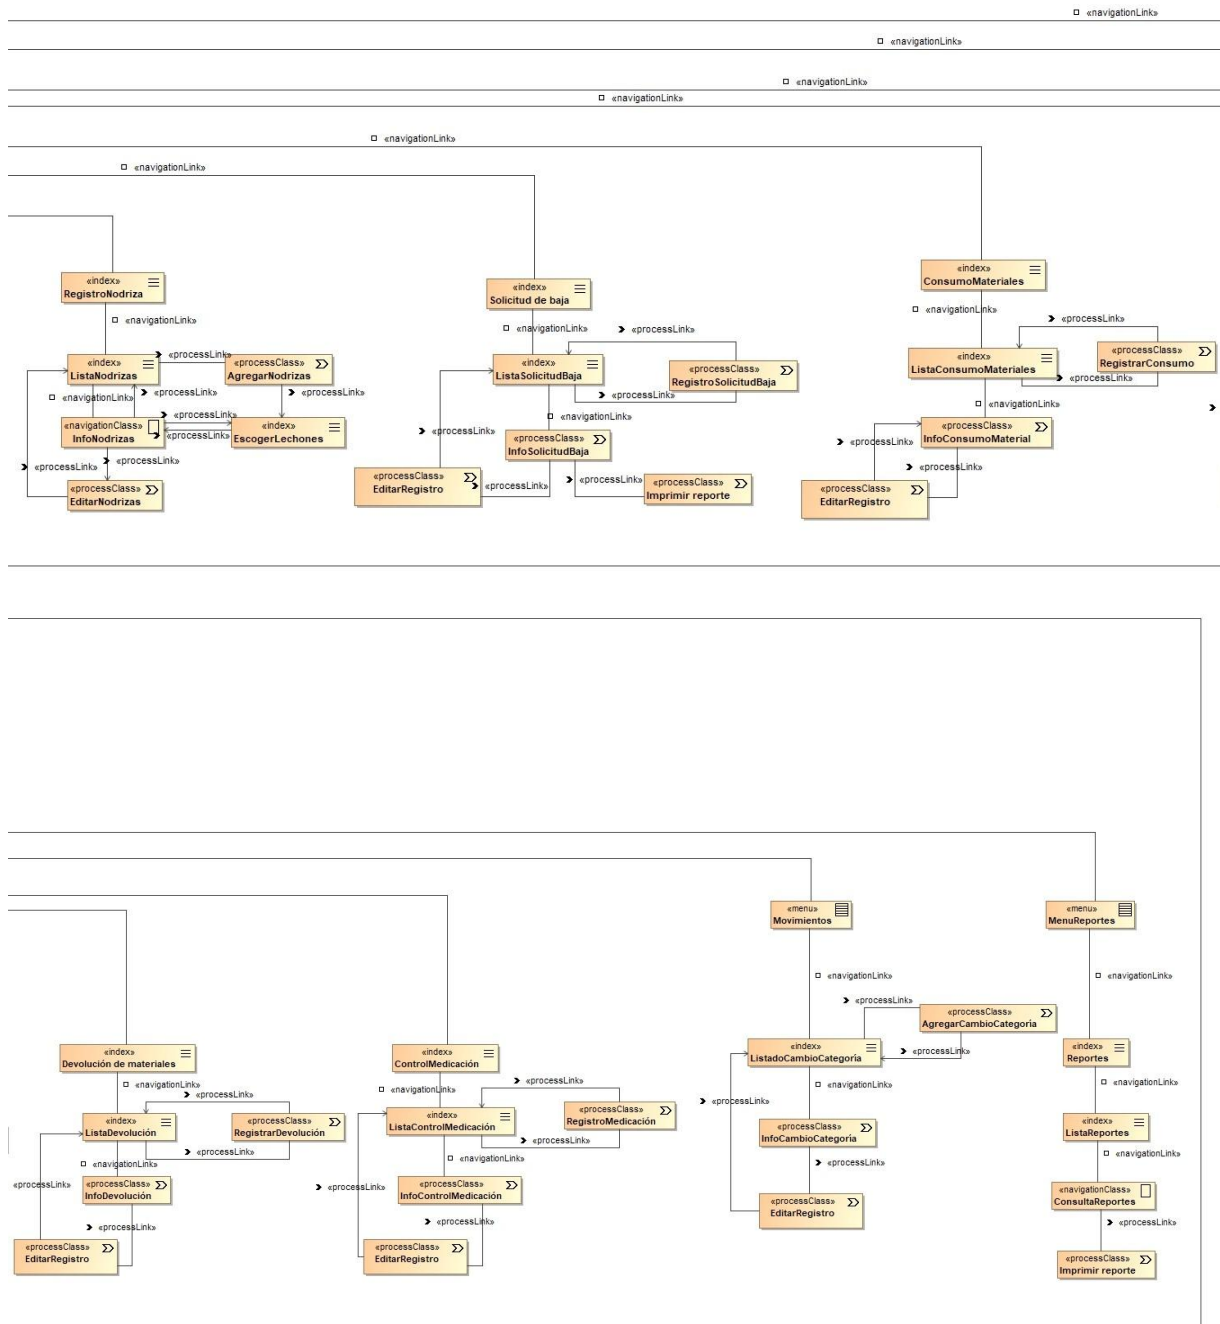 «navigationLink»
«navigationLink»
«navigationLink»
«navigationLink»
«navigationLink»
«navigationLink»
«index»
RegistroNodriza
«navigationLink»
«index»
ListaNodrizas
«processLink»
«processClass»
AgregarNodrizas
«navigationLink»
«processLink»
«processLink»
«processLink»
«navigationClass»
InfoNodrizas
«processLink»
«index»
EscogerLechones
«processLink»
«processLink»
«processClass»
EditarNodrizas
«index»
Solicitud de baja
«navigationLink»
«processLink»
«index»
ListaSolicitudBaja
«processClass»
RegistroSolicitudBaja
«processLink»
«navigationLink»
«processLink»
«processClass»
InfoSolicitudBaja
«processClass»
EditarRegistro
«processLink»
«processLink»
«processClass»
Imprimir reporte
«index»
ConsumoMateriales
«navigationLink»
«processLink»
«index»
ListaConsumoMateriales
«processClass»
RegistrarConsumo
«processLink»
«navigationLink»
«processClass»
InfoConsumoMaterial
«processLink»
«processLink»
«processClass»
EditarRegistro
«menu»
Movimientos
«menu»
MenuReportes
«navigationLink»
«navigationLink»
«processLink»
«processClass»
AgregarCambioCategoria
«index»
Devolución de materiales
«navigationLink»
«processLink»
«index»
ListaDevolución
«processClass»
RegistrarDevolución
«processLink»
«navigationLink»
«processLink»
«processClass»
InfoDevolución
«processLink»
«processClass»
EditarRegistro
«index»
ControlMedicación
«navigationLink»
«processLink»
«index»
ListaControlMedicación
«processClass»
RegistroMedicación
«processLink»
«navigationLink»
«processLink»
«processClass»
InfoControlMedicación
«processLink»
«processClass»
EditarRegistro
«index»
ListadoCambioCategoria
«processLink»
«navigationLink»
«processLink»
«processClass»
InfoCambioCategoria
«processLink»
«processClass»
EditarRegistro
«index»
Reportes
«navigationLink»
«index»
ListaReportes
«navigationLink»
«navigationClass»
ConsultaReportes
«processLink»
«processClass»
Imprimir reporte